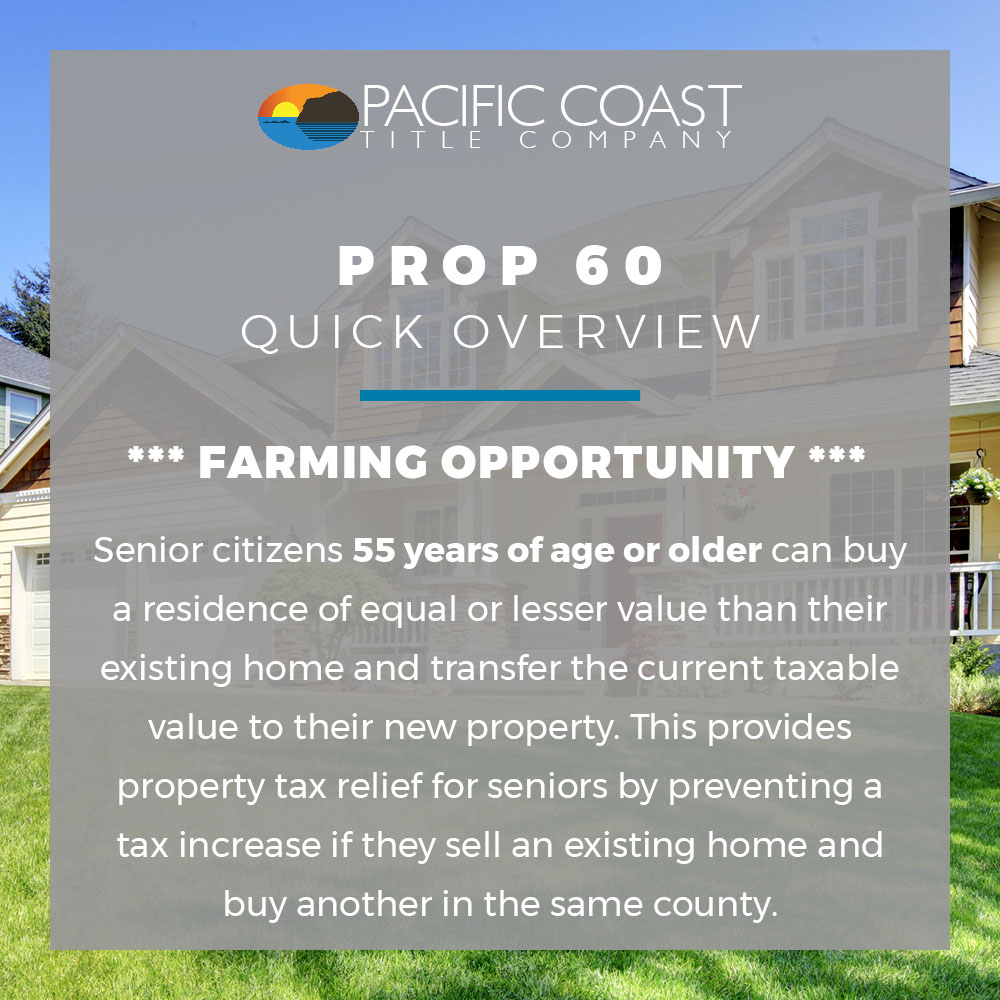 PACIFIC COAST
TITLE COMPANY
PROP 60
QUICK OVERVIEW
*** FARMING OPPORTUNITY ***
Senior citizens 55 years of age or older can buy
a residence of equal or lesser value than their
existing home and transfer the current taxable
value to their new property. This provides
property tax relief for seniors by preventing a
tax increase if they sell an existing home and
buy another in the same county.